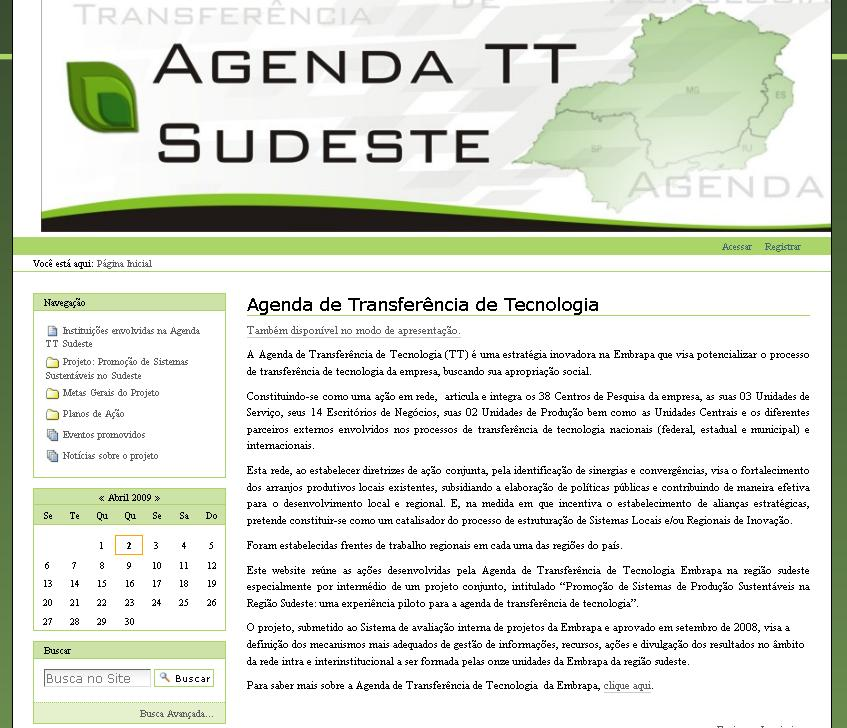 TRANSFERÊNCIA DE TECNOLOGIA
AGENDA TT
SUDESTE
MG
ES
SP
RJ
AGENDA
Acessar Registrar
Você está aqui: Página Inicial
Navegação
Instituições envolvidas na Agenda
TT Sudeste
Projeto: Promoção de Sistemas
Sustentáveis no Sudeste
Metas Gerais do Projeto
Planos de Ação
Eventos promovidos
Notícias sobre o projeto
« Abril 2009 »
Se Te Qu Qu Se Sa Do
1 2 3 4 5
6 7 8 9 10 11 12
13 14 15 16 17 18 19
20 21 22 23 24 25 26
27 28 29 30
Buscar
Busca no Site Buscar
Busca Avançada...
Agenda de Transferência de Tecnologia
Também disponível no modo de apresentação.
A Agenda de Transferência de Tecnologia (TT) é uma estratégia inovadora na Embrapa que visa potencializar o processo
de transferência de tecnologia da empresa, buscando sua apropriação social.
Constituindo-se como uma ação em rede, articula e integra os 38 Centros de Pesquisa da empresa, as suas 03 Unidades de
Serviço, seus 14 Escritórios de Negócios, suas 02 Unidades de Produção bem como as Unidades Centrais e os diferentes
parceiros externos envolvidos nos processos de transferência de tecnologia nacionais (federal, estadual e municipal) e
internacionais.
Esta rede, ao estabelecer diretrizes de ação conjunta, pela identificação de sinergias e convergências, visa o fortalecimento
dos arranjos produtivos locais existentes, subsidiando a elaboração de políticas públicas e contribuindo de maneira efetiva
para o desenvolvimento local e regional. E, na medida em que incentiva o estabelecimento de alianças estratégicas,
pretende constituir-se como um catalisador do processo de estruturação de Sistemas Locais e/ou Regionais de Inovação.
Foram estabelecidas frentes de trabalho regionais em cada uma das regiões do país.
Este website reúne as ações desenvolvidas pela Agenda de Transferência de Tecnologia Embrapa na região sudeste
especialmente por intermédio de um projeto conjunto, intitulado “Promoção de Sistemas de Produção Sustentáveis na
Região Sudeste: uma experiência piloto para a agenda de transferência de tecnologia”.
O projeto, submetido ao Sistema de avaliação interna de projetos da Embrapa e aprovado em setembro de 2008, visa a
definição dos mecanismos mais adequados de gestão de informações, recursos, ações e divulgação dos resultados no âmbito
da rede intra e interinstitucional a ser formada pelas onze unidades da Embrapa da região sudeste.
Para saber mais sobre a Agenda de Transferência de Tecnologia da Embrapa, clique aqui.